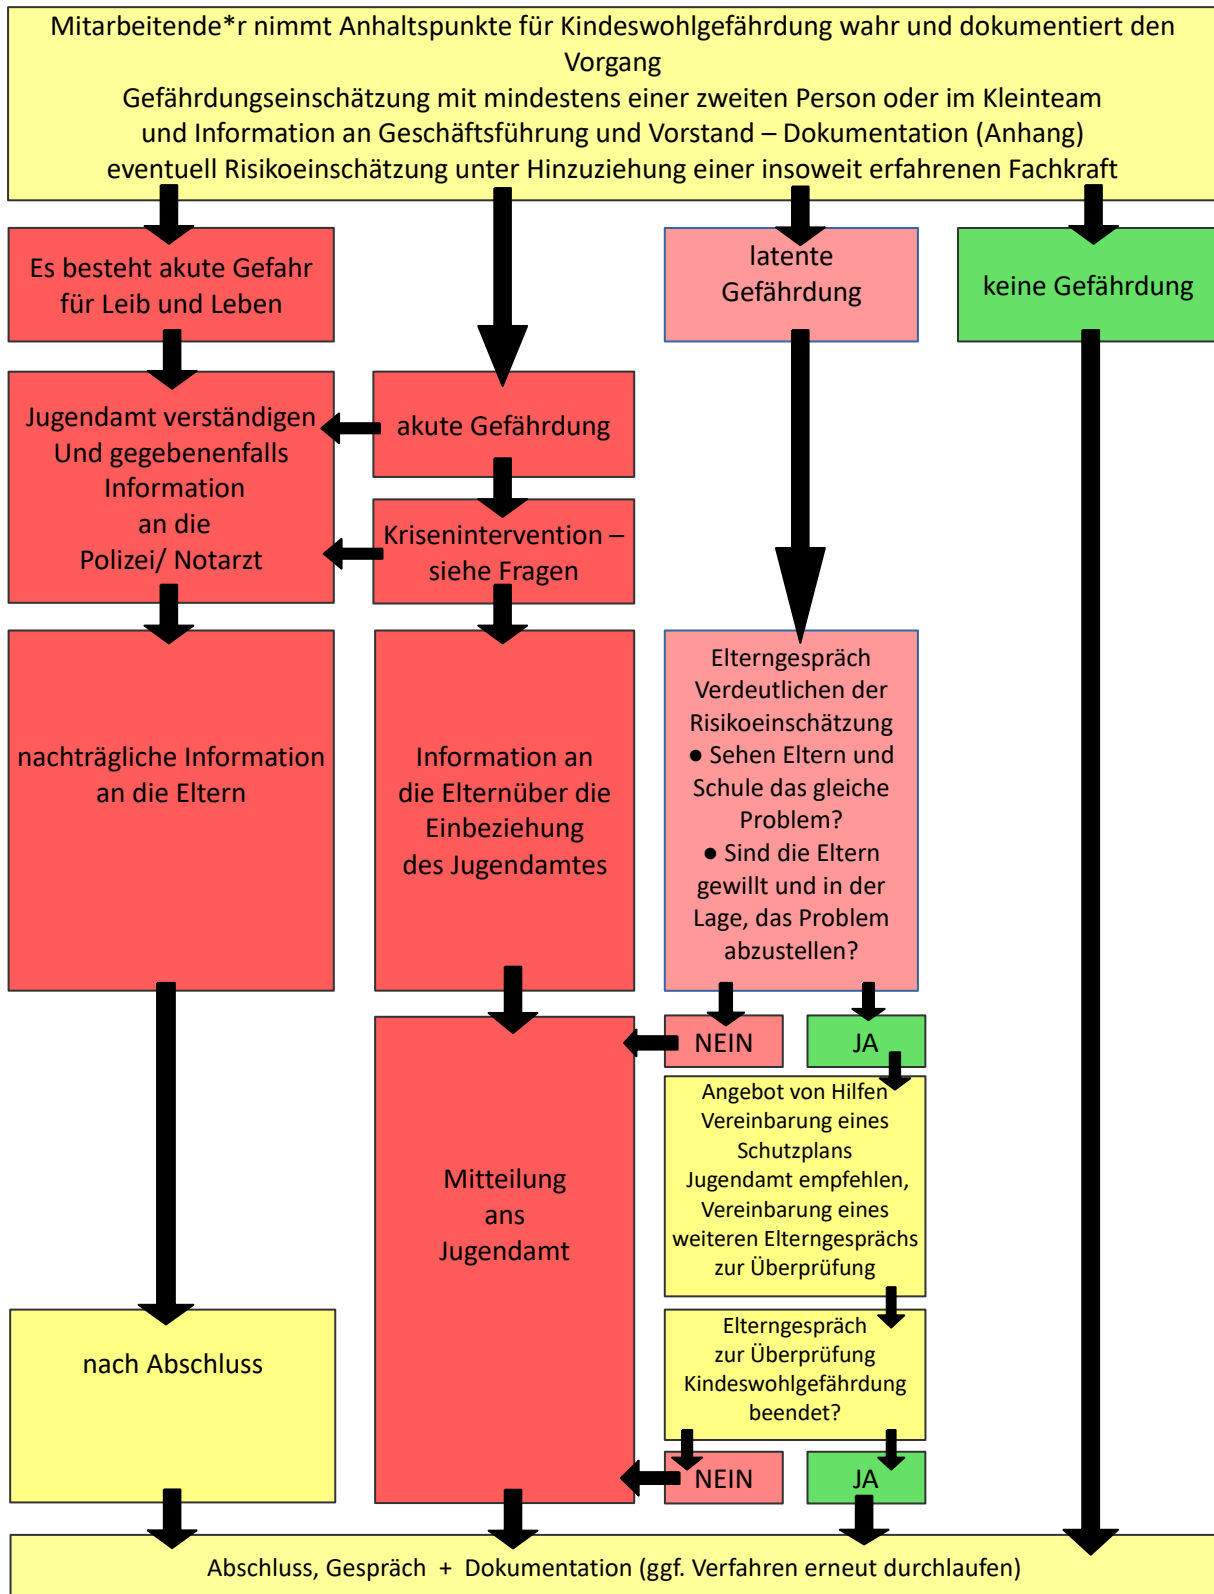 Mitarbeitende*r nimmt Anhaltspunkte für Kindeswohlgefährdung wahr und dokumentiert den
Vorgang
Gefährdungseinschätzung mit mindestens einer zweiten Person oder im Kleinteam
und Information an Geschäftsführung und Vorstand – Dokumentation (Anhang)
eventuell Risikoeinschätzung unter Hinzuziehung einer insoweit erfahrenen Fachkraft
Es besteht akute Gefahr
für Leib und Leben
latente
Gefährdung
keine Gefährdung
Jugendamt verständigen
Und gegebenenfalls
Information
an die
Polizei/ Notarzt
akute Gefährdung
Krisenintervention –
siehe Fragen
nachträgliche Information
an die Eltern
Information an
die Elternüber die
Einbeziehung
des Jugendamtes
Elterngespräch
Verdeutlichen der
Risikoeinschätzung
● Sehen Eltern und
Schule das gleiche
Problem?
● Sind die Eltern
gewillt und in der
Lage, das Problem
abzustellen?
NEIN
JA
Angebot von Hilfen
Vereinbarung eines
Schutzplans
Jugendamt empfehlen,
Vereinbarung eines
weiteren Elterngesprächs
zur Überprüfung
Mitteilung
ans
Jugendamt
nach Abschluss
Elterngespräch
zur Überprüfung
Kindeswohlgefährdung
beendet?
NEIN
JA
Abschluss, Gespräch + Dokumentation (ggf. Verfahren erneut durchlaufen)